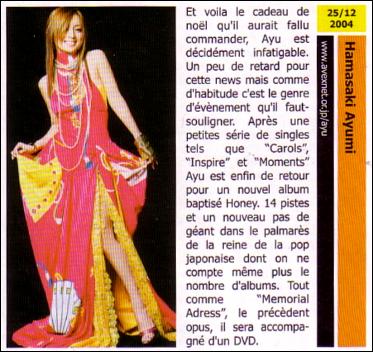 Et voila le cadeau de
noël qu'il aurait fallu
commander, Ayu est
décidément infatigable.
Un peu de retard pour
cette news mais comme
d'habitude c'est le genre
d'évènement qu'il faut-
souligner. Après une
petites série de singles
tels que “Carols”,
“Inspire” et “Moments”
Ayu est enfin de retour
pour un nouvel album
baptisé Honey. 14 pistes
et un nouveau pas de
géant dans le palmarès
de la reine de la pop
japonaise dont on ne
compte même plus le
nombre d'albums. Tout
comme “Memorial
Adress”, le précèdent
opus, il sera accompa-
gné d'un DVD.
25/12
2004
www.avexnet.or.jp/ayu
Hamasaki Ayumi